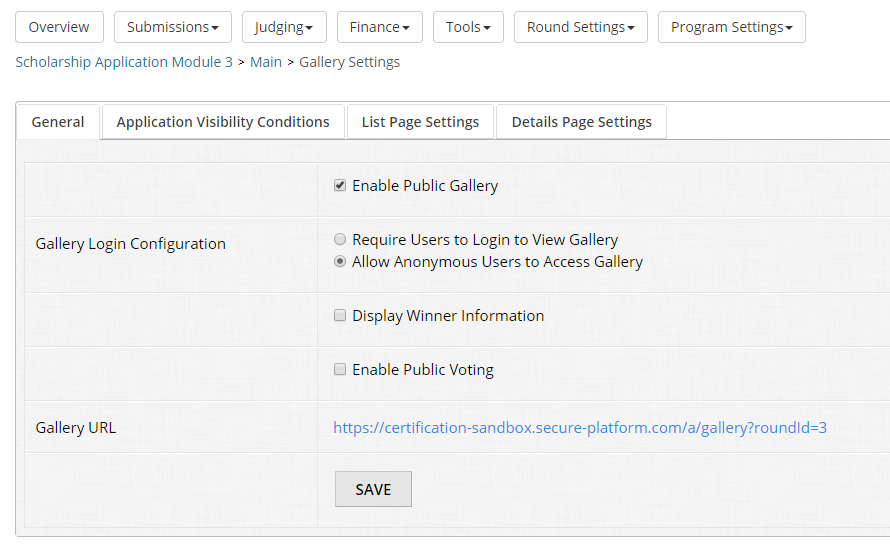 Overview Submissions Judging Finance Tools Round Settings Program Settings
Scholarship Application Module 3 > Main > Gallery Settings
General Application Visibility Conditions List Page Settings Details Page Settings
Enable Public Gallery
Gallery Login Configuration
Require Users to Login to View Gallery
Allow Anonymous Users to Access Gallery
Display Winner Information
Enable Public Voting
Gallery URL https://certification-sandbox.secure-platform.com/a/gallery?roundId=3
SAVE